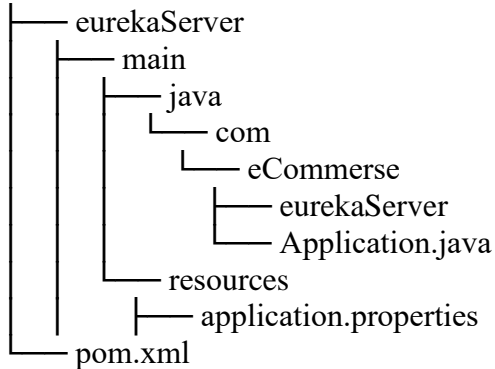 eurekaServer
main
java
com
eCommerse
eurekaServer
Application.java
resources
application.properties
pom.xml